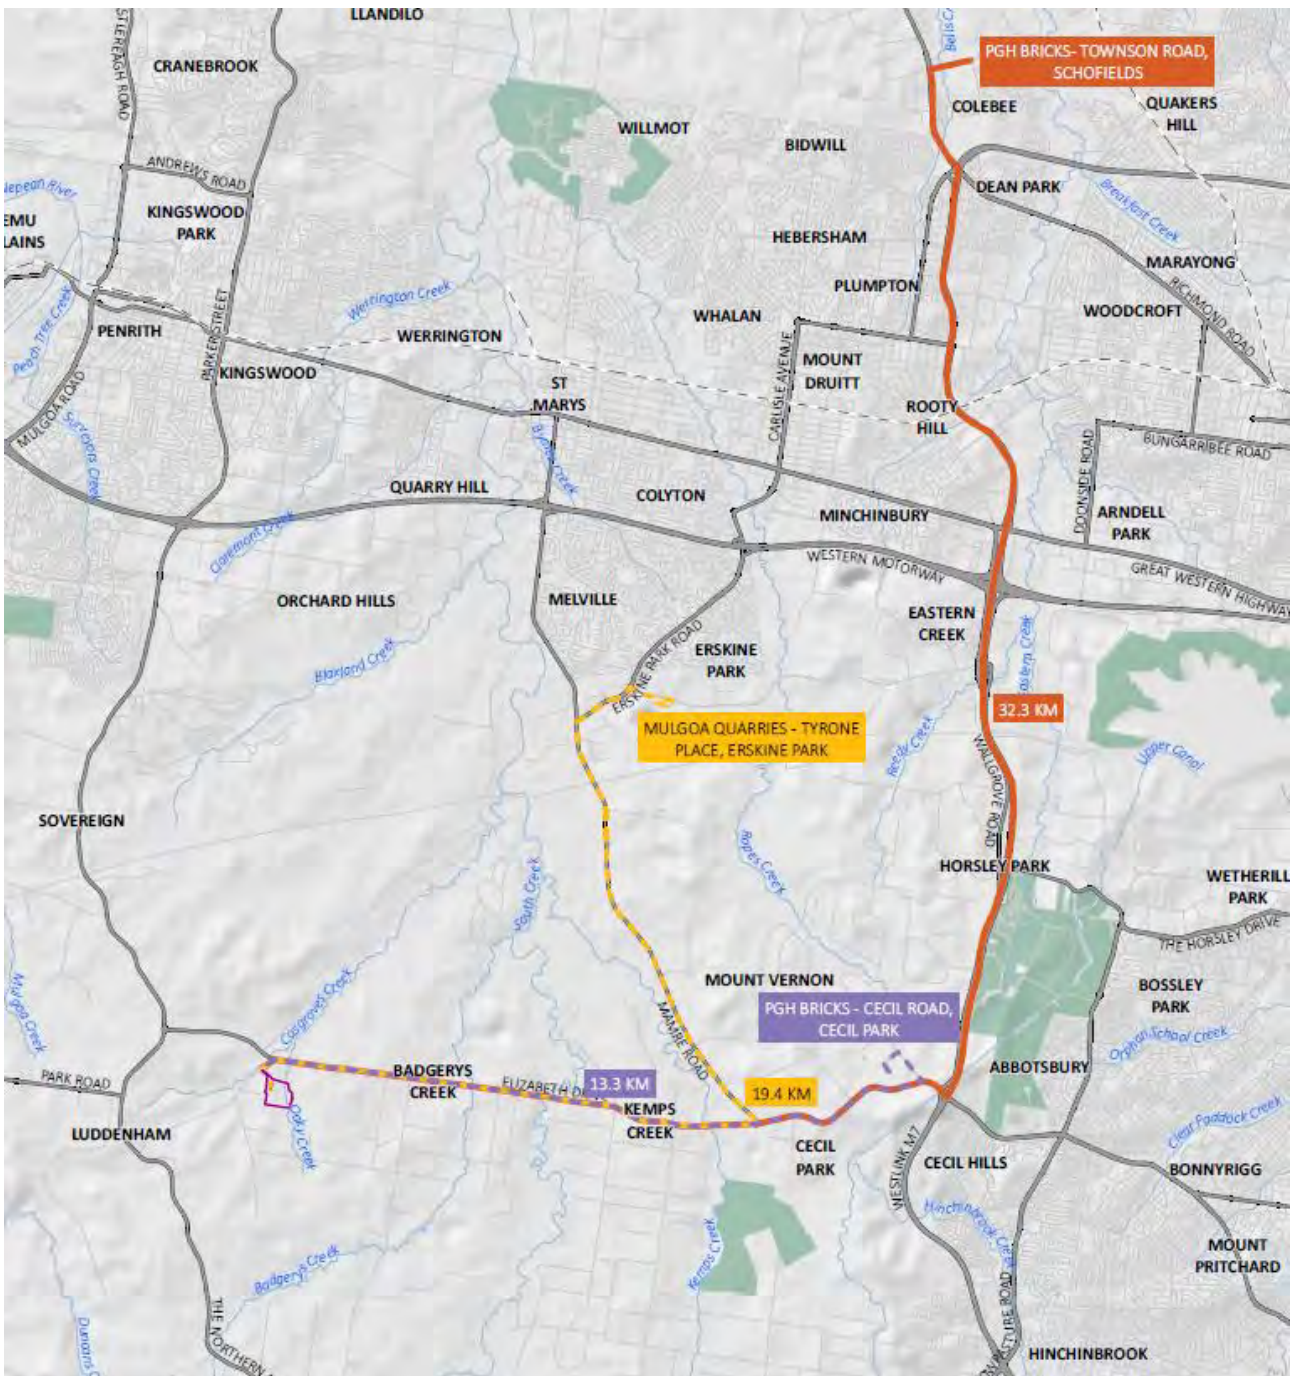 LLANDILO
CRANEBROOK
Bells C
PGH BRICKS- TOWNSON ROAD,
SCHOFIELDS
COLEBEE
QUAKERS
HILL
WILLMOT
BIDWILL
ANDREWS ROAD
DEAN PARK
Breakfast Creek
Nepean River
EMU
LAINS
KINGSWOOD
PARK
HEBERSHAM
MARAYONG
PLUMPTON
RICHMOND ROAD
Peach Tree Creek
PENRITH
PARKER STREET
Werrington Creek
WERRINGTON
WHALAN
WOODCROFT
KINGSWOOD
MOUNT
DRUITT
CARLISLE AVENUE
ST
MARYS
MULGOA ROAD
Surveyors Creek
ROOTY
HILL
BUNGARRIBEE ROAD
DOONSIDE ROAD
QUARRY HILL
COLYTON
MINCHINBURY
ARNDELL
PARK
Claremont Creek
WESTERN MOTORWAY
GREAT WESTERN HIGHWAY
ORCHARD HILLS
MELVILLE
EASTERN
CREEK
Blaxland Creek
ERSKINE PARK ROAD
ERSKINE
PARK
astern Creek
MULGOA QUARRIES - TYRONE
PLACE, ERSKINE PARK
32.3 KM
Reedy Creek
WALLGROVE ROAD
Upper Canal
SOVEREIGN
Ropes Creek
HORSLEY PARK
WETHERILL
PARK
South Creek
THE HORSLEY DRIVE
MOUNT VERNON
BOSSLEY
PARK
Cosgroves Creek
MAMRE ROAD
PGH BRICKS - CECIL ROAD,
CECIL PARK
Orphan School Creek
PARK ROAD
BADGERYS
CREEK
ELIZABETH D
13.3 KM
19.4 KM
ABBOTSBURY
KEMPS
CREEK
Oaky Creek
LUDDENHAM
CECIL
PARK
WESTLINK M7
CECIL HILLS
Clear Paddock Creek
BONNYRIGG
Hinchinbrook Creek
Badgerys Creek
Kemps Creek
MOUNT
PRITCHARD
THE NORTHERN
HINCHINBROOK